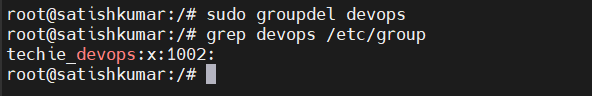 root@satishkumar:/# sudo groupdel devops
root@satishkumar:/# grep devops /etc/group
techie_devops:x:1002:
root@satishkumar:/#